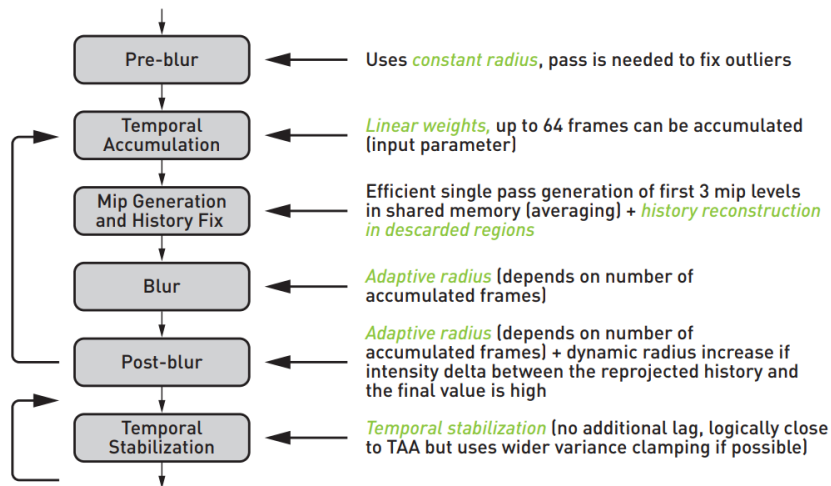 Pre-blur
Uses constant radius, pass is needed to fix outliers
Temporal
Accumulation
Linear weights, up to 64 frames can be accumulated
(input parameter)
Mip Generation
and History Fix
Efficient single pass generation of first 3 mip levels
in shared memory (averaging) + history reconstruction
in descarded regions
Blur
Adaptive radius (depends on number of
accumulated frames)
Post-blur
Adaptive radius (depends on number of
accumulated frames) + dynamic radius increase if
intensity delta between the reprojected history and
the final value is high
Temporal
Stabilization
Temporal stabilization (no additional lag, logically close
to TAA but uses wider variance clamping if possible)